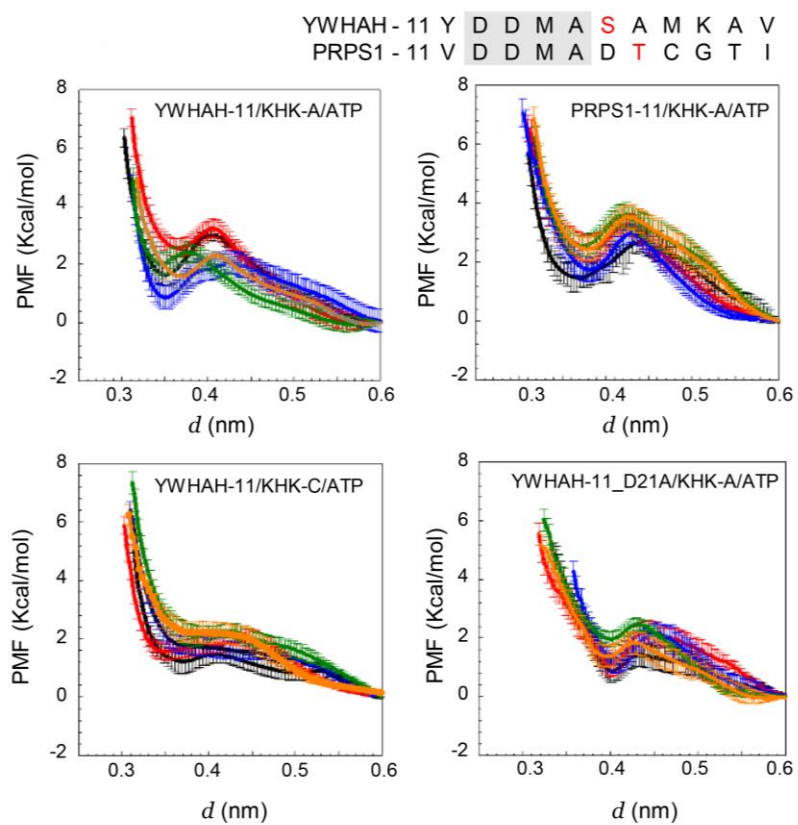 YWHAH - 11 Y D D M A S A M K A V
PRPS1 - 11 V D D M A D T C G T I
YWHAH-11/KHK-A/ATP
PMF (Kcal/mol)
8
6
4
2
0
-2
0.3 0.4 0.5 0.6
d (nm)
PRPS1-11/KHK-A/ATP
PMF (Kcal/mol)
8
6
4
2
0
-2
0.3 0.4 0.5 0.6
d (nm)
YWHAH-11/KHK-C/ATP
PMF (Kcal/mol)
8
6
4
2
0
-2
0.3 0.4 0.5 0.6
d (nm)
YWHAH-11_D21A/KHK-A/ATP
PMF (Kcal/mol)
8
6
4
2
0
-2
0.3 0.4 0.5 0.6
d (nm)